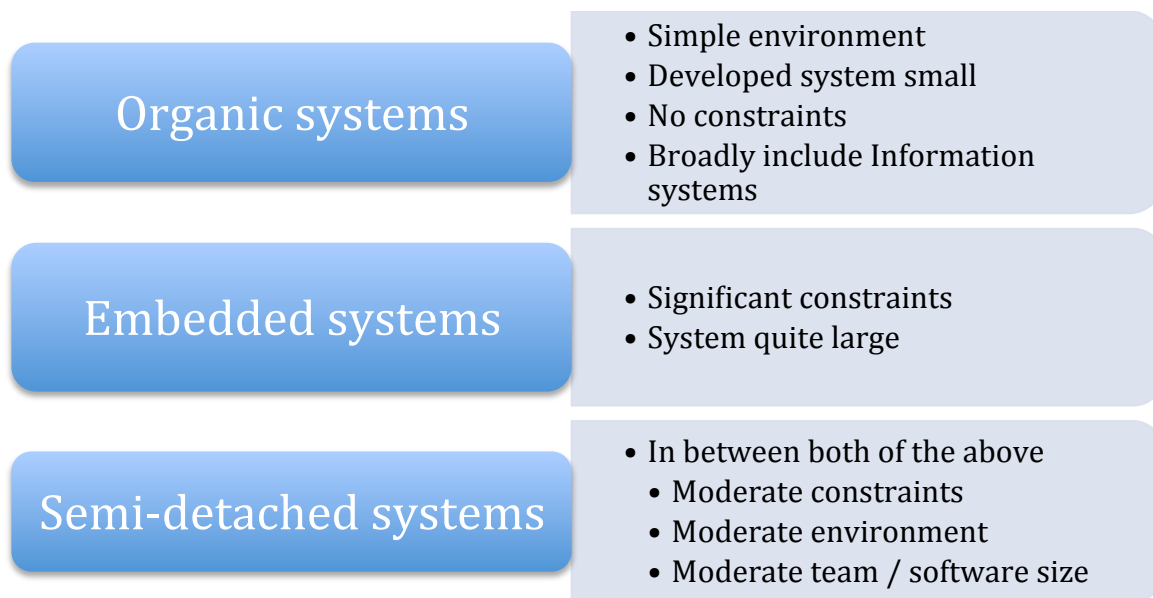 Organic systems
• Simple environment
• Developed system small
• No constraints
• Broadly include Information
systems
Embedded systems
• Significant constraints
• System quite large
Semi-detached systems
• In between both of the above
• Moderate constraints
• Moderate environment
• Moderate team / software size